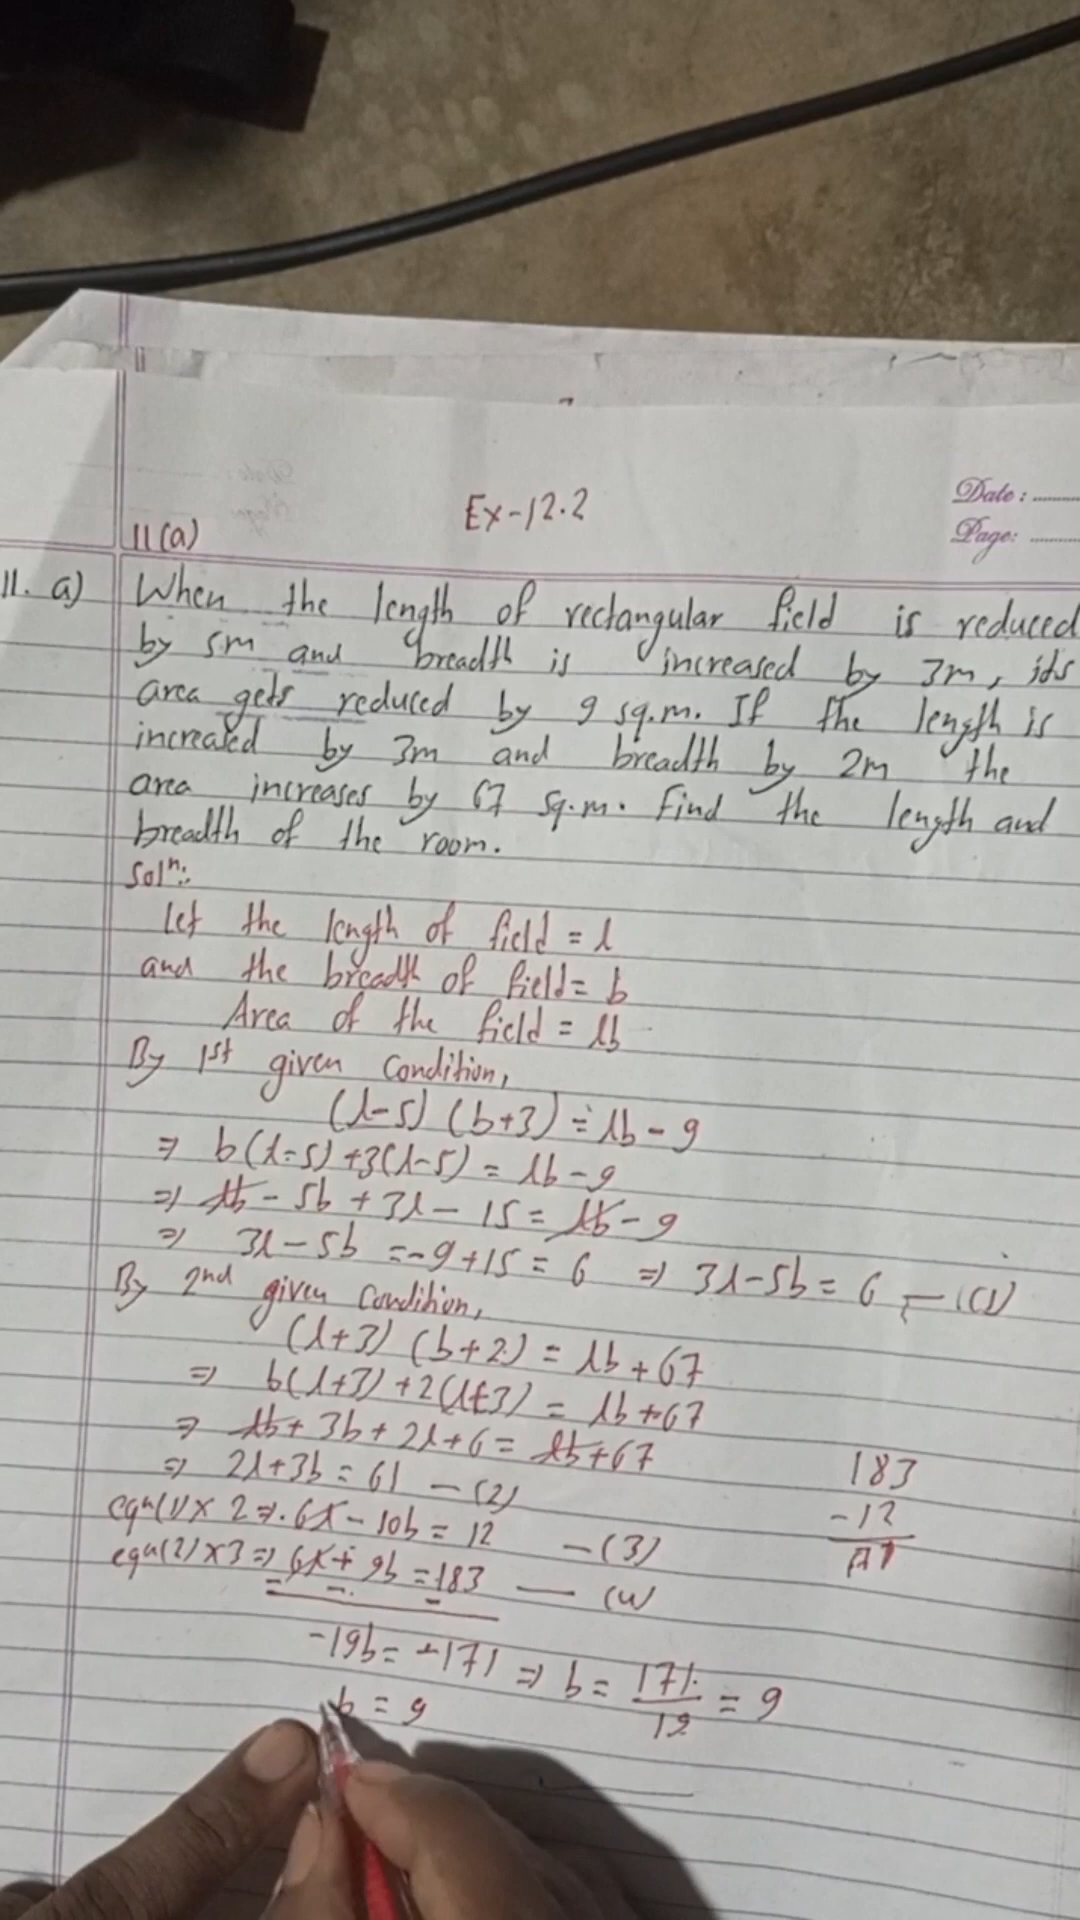 Ex-12.2
Date:
Page:
11(a)
11. a) When the length of rectangular field is reduced
by 5m and breadth is increased by 3m, its
area gets reduced by 9 sq.m. If the length is
increased by 3m and breadth by 2m the
area increases by 67 sq.m. Find the length and
breadth of the room.
Solⁿ:
Let the length of field = l
and the breadth of field = b
Area of the field = lb
By 1st given Condition,
(l-5) (b+3) = lb - 9
⇒ b(l-5) +3(l-5) = lb - 9
⇒ lb - 5b + 3l - 15 = lb - 9
⇒ 3l - 5b = -9 +15 = 6 ⇒ 3l - 5b = 6 — (1)
By 2nd given Condition,
(l+3) (b+2) = lb + 67
⇒ b(l+3) +2(l+3) = lb + 67
⇒ lb + 3b + 2l + 6 = lb + 67
⇒ 2l + 3b = 61 — (2)
eqn(1) x 2 ⇒ 6l - 10b = 12 — (3)
eqn(2) x 3 ⇒ 6l + 9b = 183 — (4)
- - -
-19b = -171 ⇒ b = 171/19 = 9
b = 9
183
-12